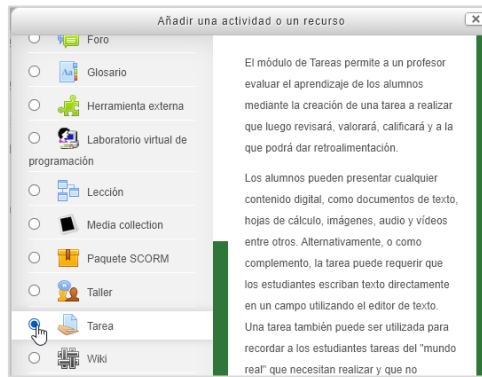 Añadir una actividad o un recurso
Foro
Glosario
Herramienta externa
Laboratorio virtual de
programación
Lección
Media collection
Paquete SCORM
Taller
Tarea
Wiki
El módulo de Tareas permite a un profesor
evaluar el aprendizaje de los alumnos
mediante la creación de una tarea a realizar
que luego revisará, valorará, calificará y a la
que podrá dar retroalimentación.
Los alumnos pueden presentar cualquier
contenido digital, como documentos de texto,
hojas de cálculo, imágenes, audio y vídeos
entre otros. Alternativamente, o como
complemento, la tarea puede requerir que
los estudiantes escriban texto directamente
en un campo utilizando el editor de texto.
Una tarea también puede ser utilizada para
recordar a los estudiantes tareas del "mundo
real" que necesitan realizar y que no